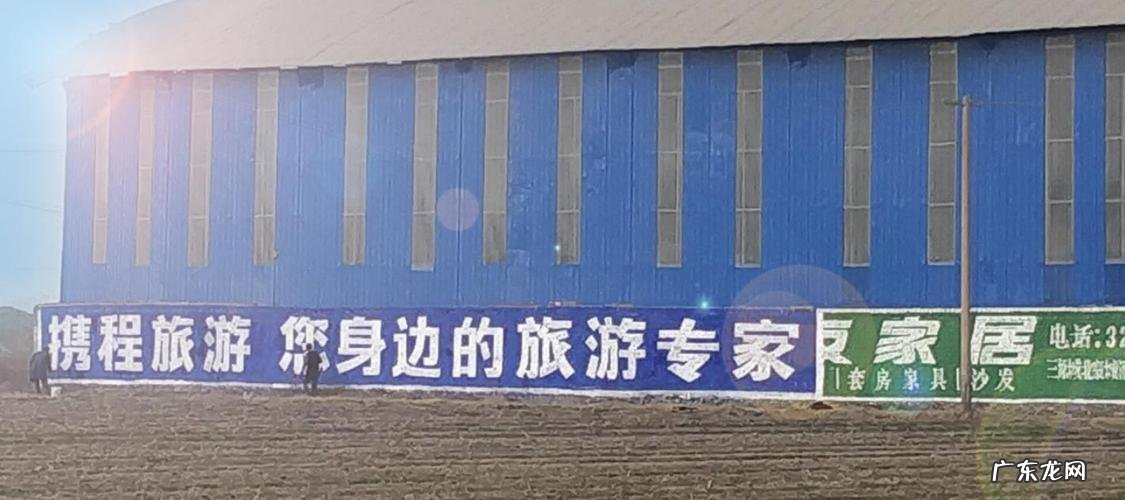 携程旅游 您身边的旅游专家
家居
套房家具 沙发
电话:32
广东龙网